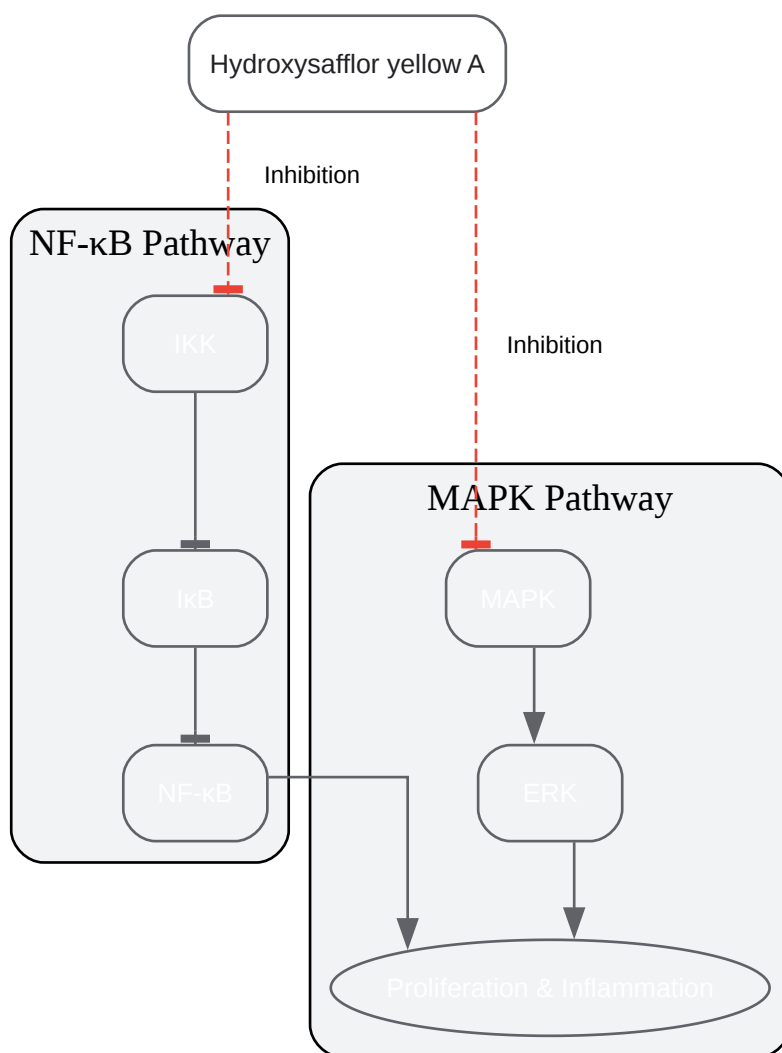 Hydroxysafflor yellow A
Inhibition
NF-κB Pathway
IKK
Inhibition
MAPK Pathway
IκB
MAPK
NF-κB
ERK
Proliferation & Inflammation